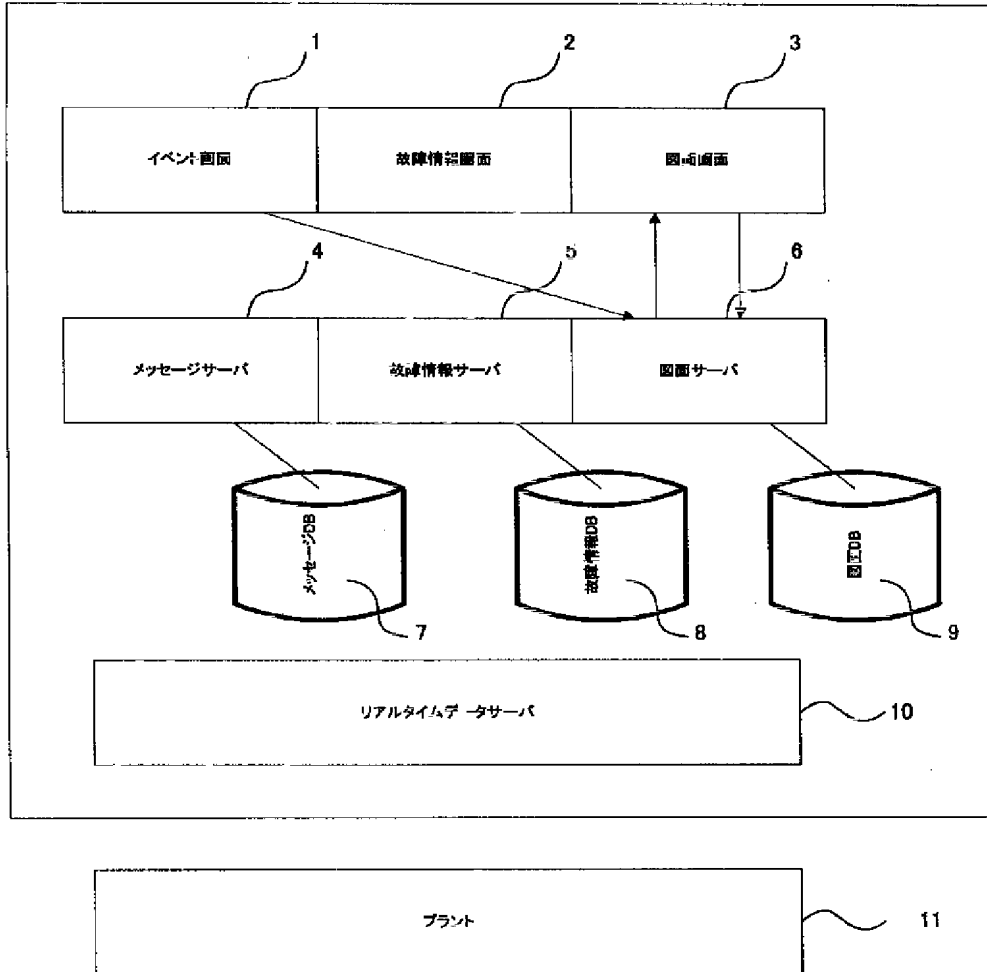 1
2
3
イベント画面
故障情報画面
図面画面
4
5
6
メッセージサーバ
故障情報サーバ
図面サーバ
メッセージDB
故障情報DB
図面DB
7
8
9
リアルタイムデータサーバ
10
プラント
11